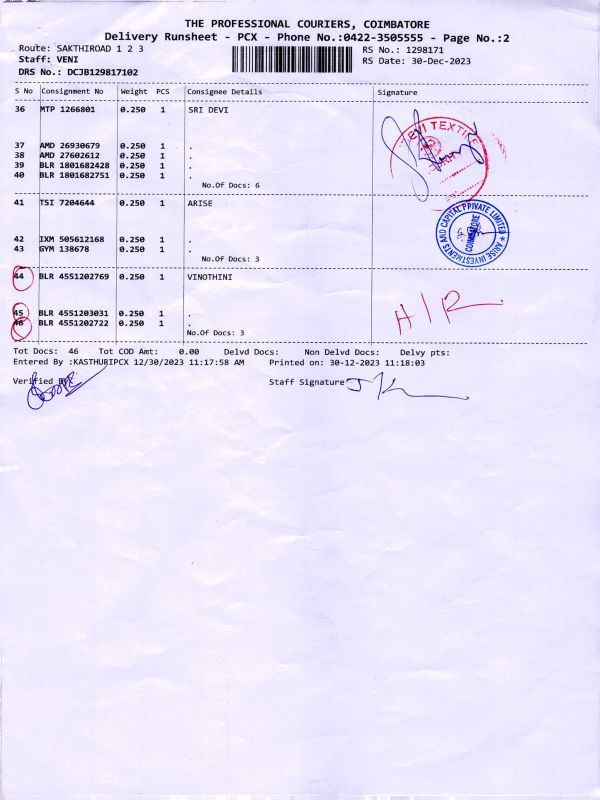 THE PROFESSIONAL COURIERS, COIMBATORE
Delivery Runsheet - PCX - Phone No.:0422-3505555 - Page No.:2
Route: SAKTHIROAD 1 2 3
RS No.: 1298171
Staff: VENI
RS Date: 30-Dec-2023
DRS No.: DCJB129817102
S No Consignment No Weight PCS Consignee Details Signature
36 MTP 1266801 0.250 1 SRI DEVI
37 AMD 26930679 0.250 1 .
38 AMD 27602612 0.250 1 .
39 BLR 1801682428 0.250 1 .
40 BLR 1801682751 0.250 1 .
No.Of Docs: 6
41 TSI 7204644 0.250 1 ARISE
42 IXM 505612168 0.250 1 .
43 GYM 138678 0.250 1 .
No.Of Docs: 3
44 BLR 4551202769 0.250 1 VINOTHINI
45 BLR 4551203031 0.250 1 .
46 BLR 4551202722 0.250 1 .
No.Of Docs: 3
TEXTILE
ARISE INVESTMENTS AND CAPITAL PRIVATE LIMITED
COIMBATORE
H/R
Tot Docs: 46 Tot COD Amt: 0.00 Delvd Docs: Non Delvd Docs: Delvy pts:
Entered By :KASTHURIPCX 12/30/2023 11:17:58 AM Printed on: 30-12-2023 11:18:03
Verified By
Staff Signature